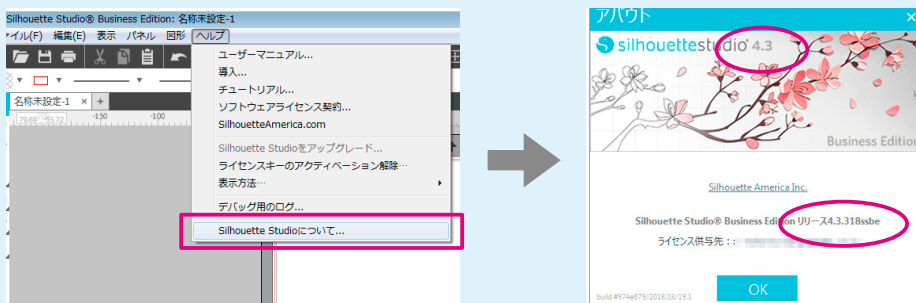 Silhouette Studio® Business Edition: 名称未設定-1
イル(F) 編集(E) 表示 パネル 図形 ヘルプ
ユーザーマニュアル...
導入...
チュートリアル...
ソフトウェアライセンス契約...
SilhouetteAmerica.com
Silhouette Studioをアップグレード...
ライセンスキーのアクティベーション解除…
表示方法…
デバッグ用のログ...
Silhouette Studioについて...
名称未設定-1 × +
-150 -100
アバウト ×
silhouettestudio® 4.3
Business Edition
Silhouette America Inc.
Silhouette Studio® Business Edition リリース4.3.318ssbe
ライセンス供与先：:
OK
build #974e679/2018/03/19.1